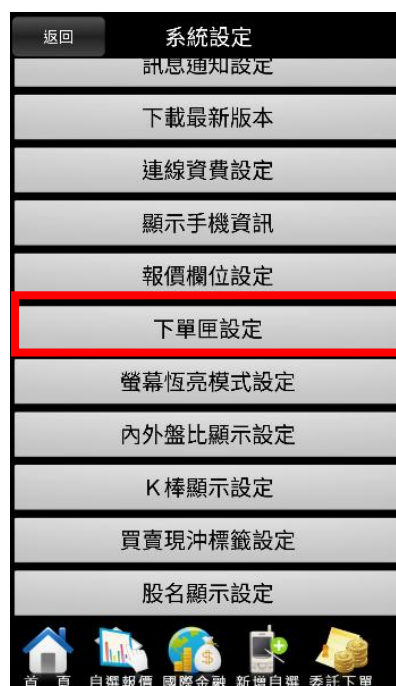 返回
系統設定
訊息通知設定
下載最新版本
連線資費設定
顯示手機資訊
報價欄位設定
下單匣設定
螢幕恆亮模式設定
內外盤比顯示設定
K棒顯示設定
買賣現沖標籤設定
股名顯示設定
首頁 自選報價 國際金融 新增自選 委託下單